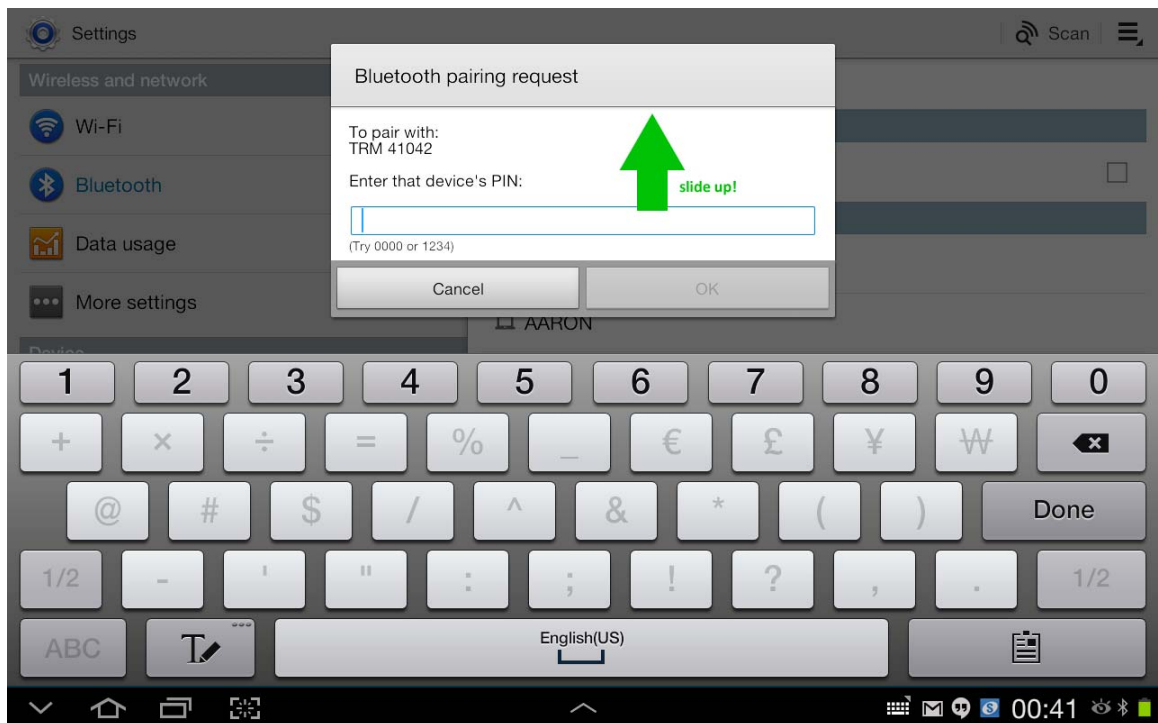 Settings
Scan
Wireless and network
Wi-Fi
Bluetooth
Data usage
More settings
Device
Bluetooth pairing request
To pair with:
TRM 41042
Enter that device's PIN:
slide up!
(Try 0000 or 1234)
Cancel
OK
AARON
1 2 3 4 5 6 7 8 9 0
+ × ÷ = % _ € £ ¥ ₩
@ # $ / ^ & * ( ) Done
1/2 - ' " : ; ! ? , . 1/2
ABC T English(US)
00:41